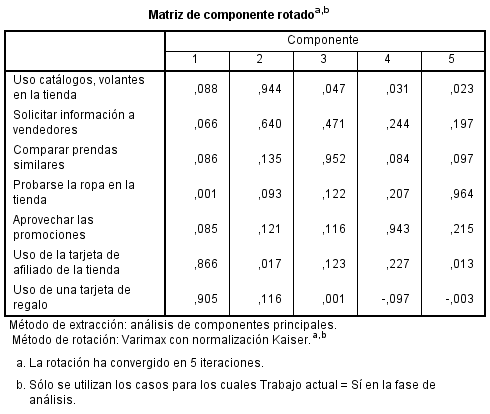 Matriz de componente rotado a,b
Componente
1 2 3 4 5
Uso catálogos, volantes
en la tienda ,088 ,944 ,047 ,031 ,023
Solicitar información a
vendedores ,066 ,640 ,471 ,244 ,197
Comparar prendas
similares ,086 ,135 ,952 ,084 ,097
Probarse la ropa en la
tienda ,001 ,093 ,122 ,207 ,964
Aprovechar las
promociones ,085 ,121 ,116 ,943 ,215
Uso de la tarjeta de
afiliado de la tienda ,866 ,017 ,123 ,227 ,013
Uso de una tarjeta de
regalo ,905 ,116 ,001 -,097 -,003
Método de extracción: análisis de componentes principales.
Método de rotación: Varimax con normalización Kaiser. a,b
a. La rotación ha convergido en 5 iteraciones.
b. Sólo se utilizan los casos para los cuales Trabajo actual = Sí en la fase de
análisis.